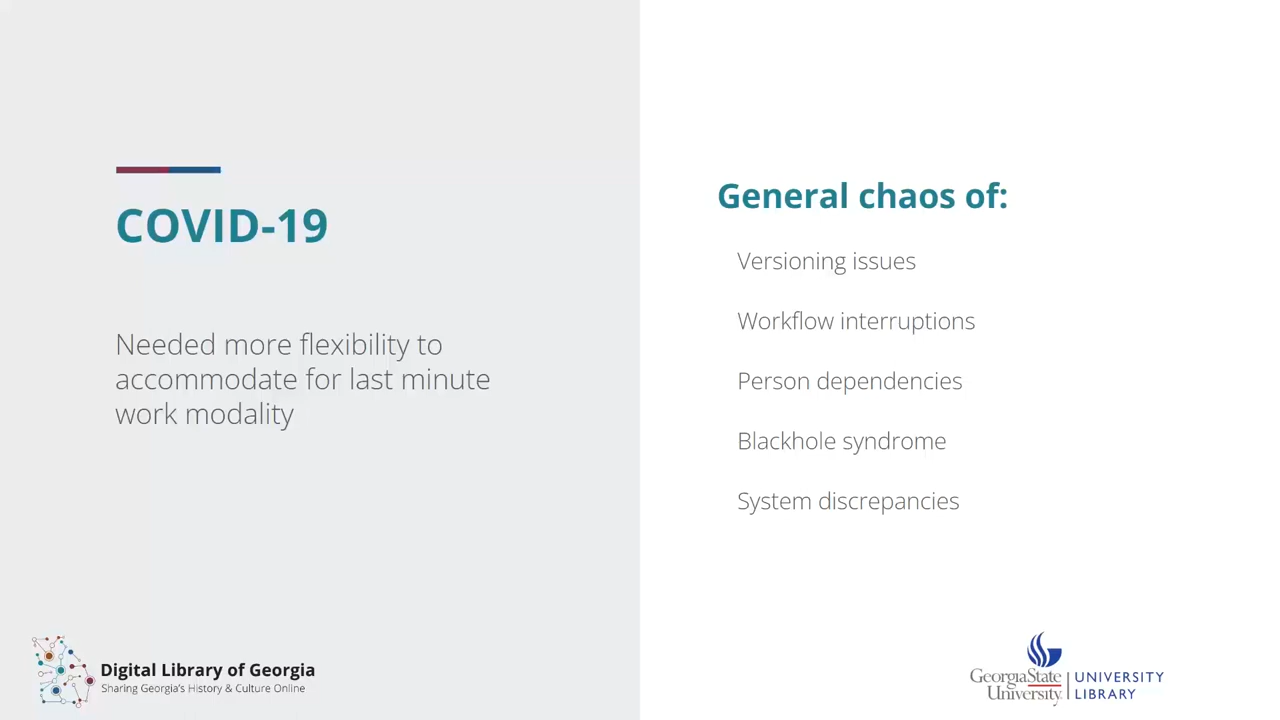 COVID-19
Needed more flexibility to
accommodate for last minute
work modality
General chaos of:
Versioning issues
Workflow interruptions
Person dependencies
Blackhole syndrome
System discrepancies
Digital Library of Georgia
Sharing Georgia's History & Culture Online
GeorgiaState
University
UNIVERSITY
LIBRARY